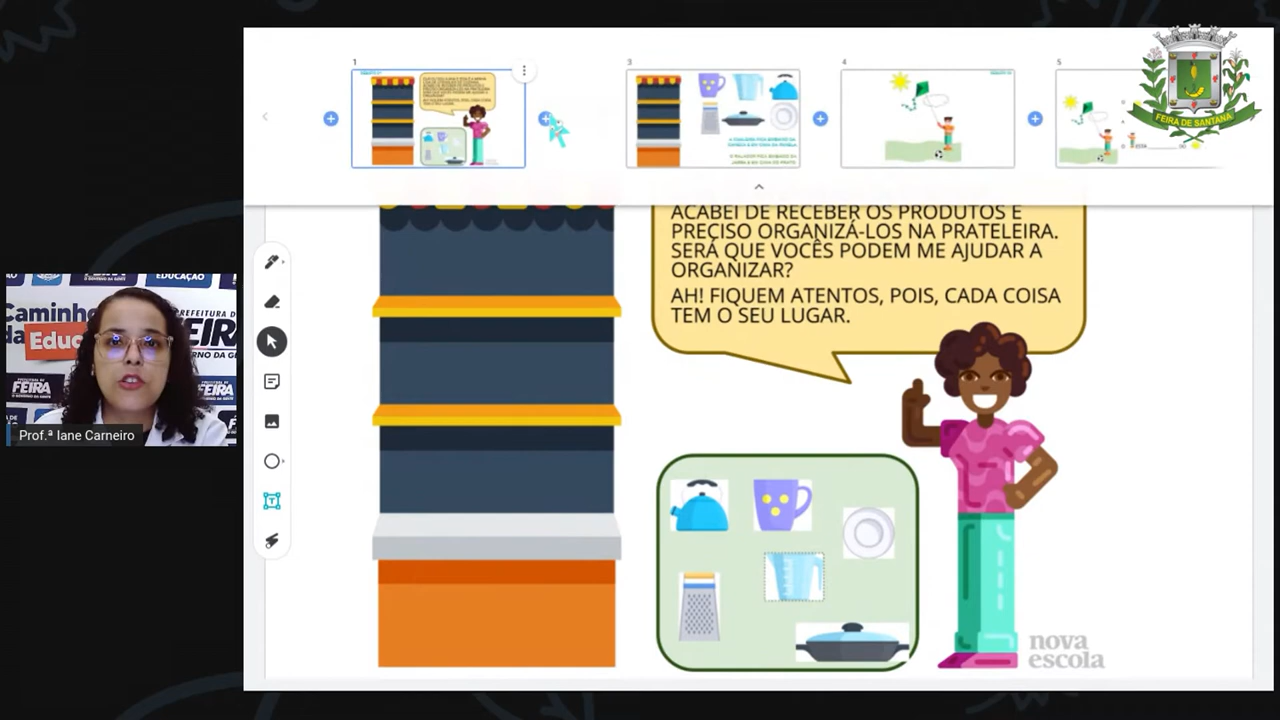 1
3
4
5
FEIRA DE SANTANA
ACABEI DE RECEBER OS PRODUTOS E
PRECISO ORGANIZÁ-LOS NA PRATELEIRA.
SERÁ QUE VOCÊS PODEM ME AJUDAR A
ORGANIZAR?
AH! FIQUEM ATENTOS, POIS, CADA COISA
TEM O SEU LUGAR.
nova
escola
EDUCAÇÃO
Caminho
da
Educ
PREFEITURA DE
FEIRA
Prof.ª Iane Carneiro